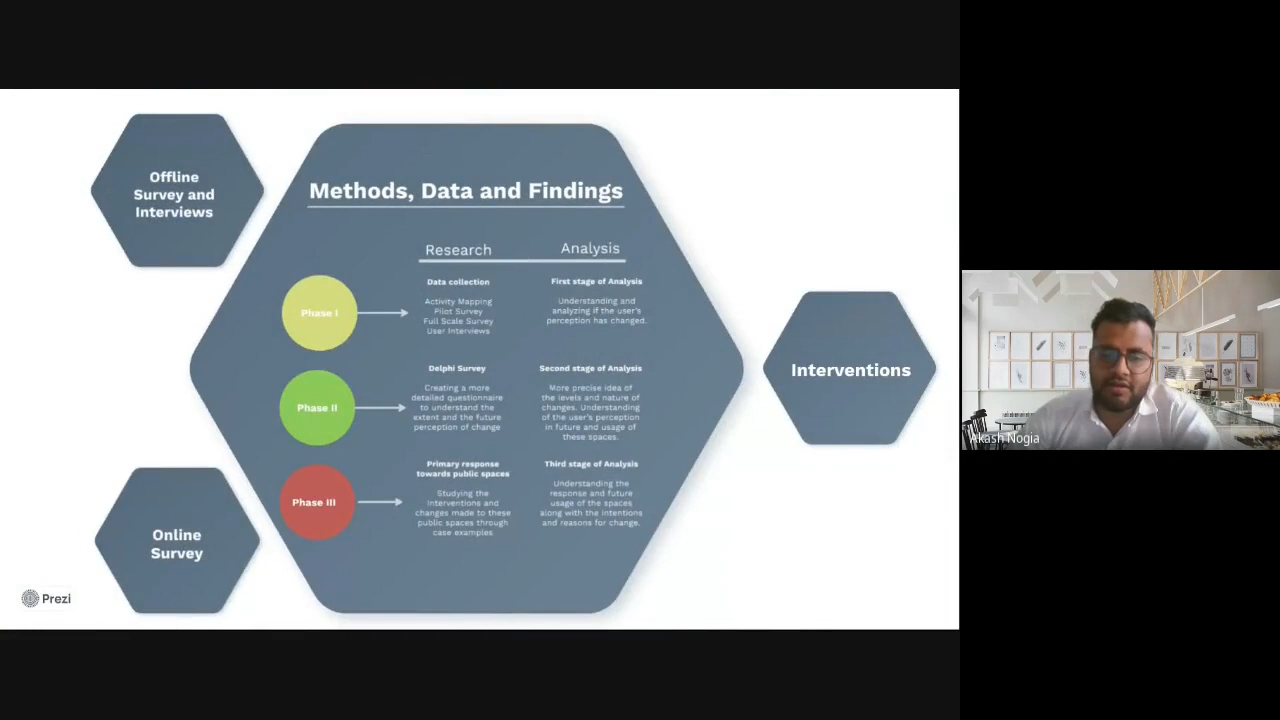 Offline
Survey and
Interviews
Methods, Data and Findings
Research
Analysis
Phase I
Data collection
Activity Mapping
Pilot Survey
Full Scale Survey
User Interviews
First stage of Analysis
Understanding and
analyzing if the user's
perception has changed.
Phase II
Delphi Survey
Creating a more
detailed questionnaire
to understand the
extent and the future
perception of change
Second stage of Analysis
More precise idea of
the levels and nature of
changes. Understanding
of the user's perception
in future and usage of
these spaces.
Phase III
Primary response
towards public spaces
Studying the
interventions and
changes made to these
public spaces through
case examples
Third stage of Analysis
Understanding the
response and future
usage of the spaces
along with the intentions
and reasons for change.
Interventions
Online
Survey
Prezi
Akash Nogia